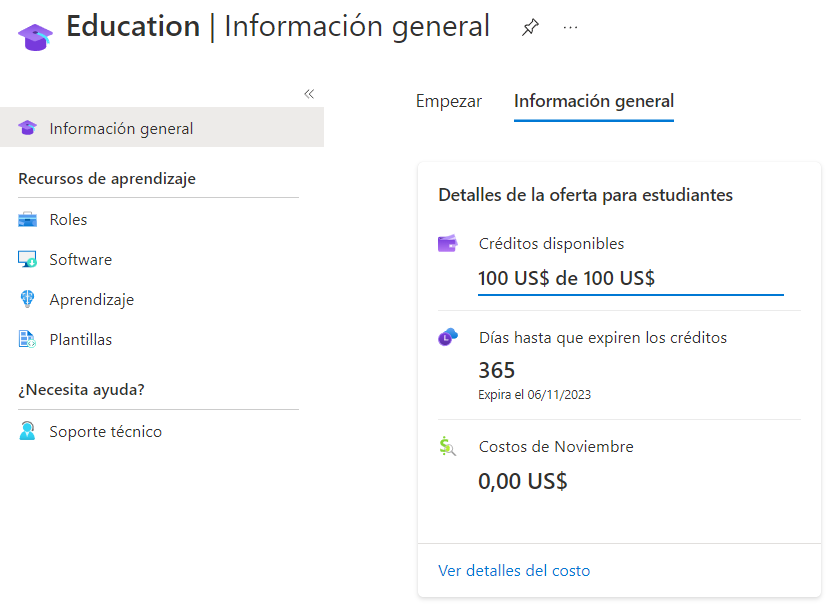 Education | Información general
Información general
Recursos de aprendizaje
Roles
Software
Aprendizaje
Plantillas
¿Necesita ayuda?
Soporte técnico
Empezar
Información general
Detalles de la oferta para estudiantes
Créditos disponibles
100 US$ de 100 US$
Días hasta que expiren los créditos
365
Expira el 06/11/2023
Costos de Noviembre
0,00 US$
Ver detalles del costo